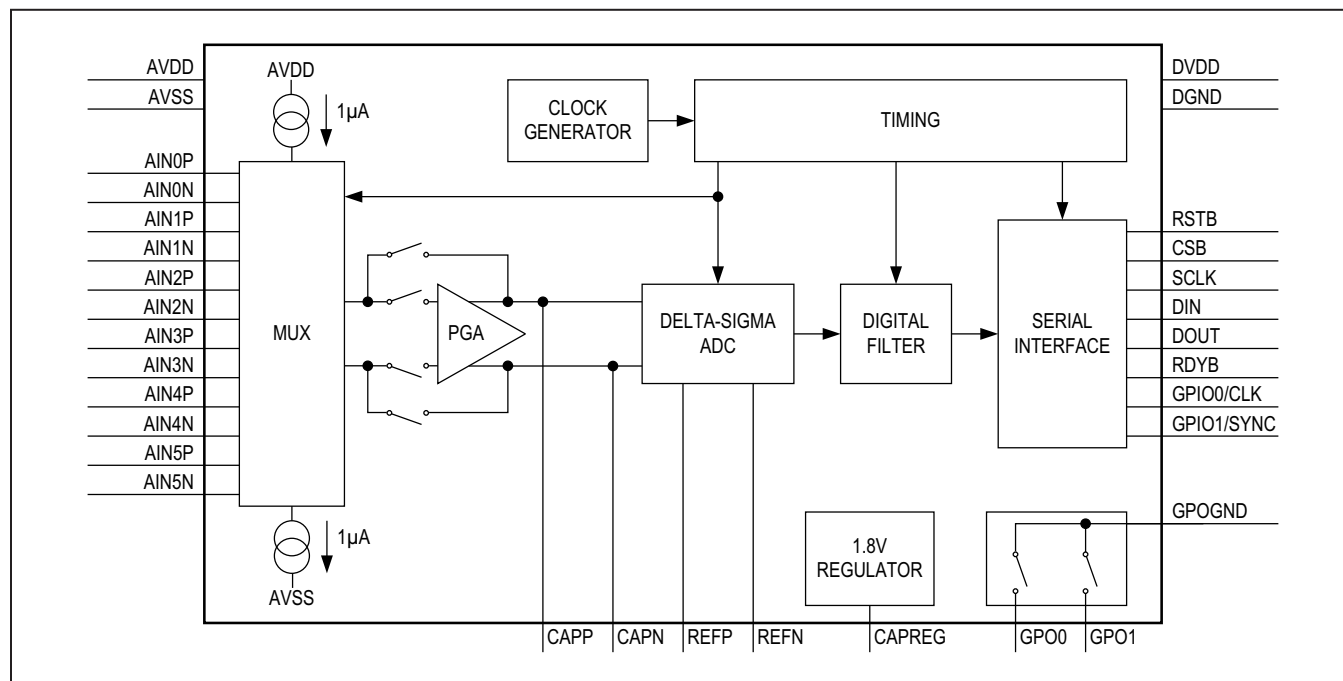 AVDD
AVSS
AIN0P
AIN0N
AIN1P
AIN1N
AIN2P
AIN2N
AIN3P
AIN3N
AIN4P
AIN4N
AIN5P
AIN5N
AVDD
1µA
MUX
1µA
AVSS
PGA
CLOCK
GENERATOR
TIMING
DELTA-SIGMA
ADC
DIGITAL
FILTER
SERIAL
INTERFACE
1.8V
REGULATOR
DVDD
DGND
RSTB
CSB
SCLK
DIN
DOUT
RDYB
GPIO0/CLK
GPIO1/SYNC
GPOGND
CAPP
CAPN
REFP
REFN
CAPREG
GPO0
GPO1